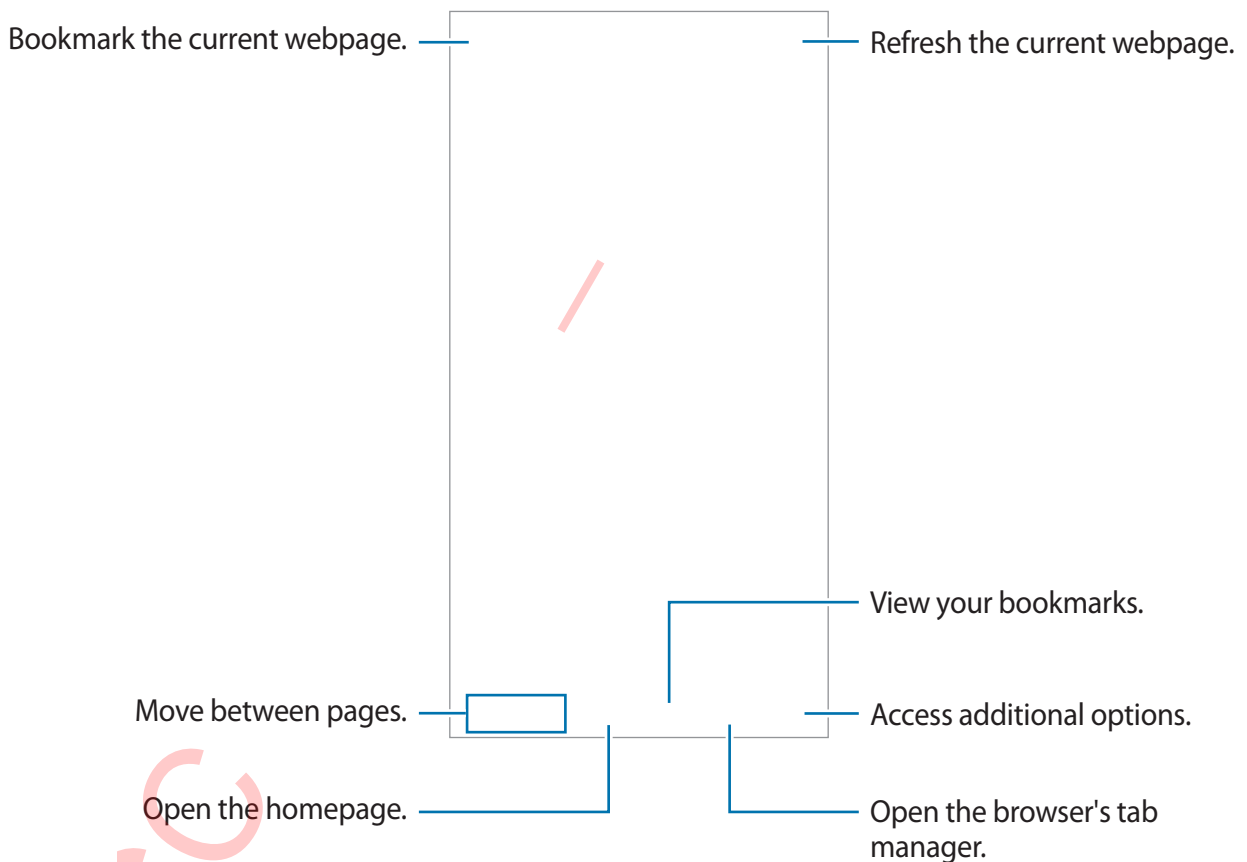 Bookmark the current webpage.
Refresh the current webpage.
View your bookmarks.
Move between pages.
Access additional options.
Open the homepage.
Open the browser's tab
manager.